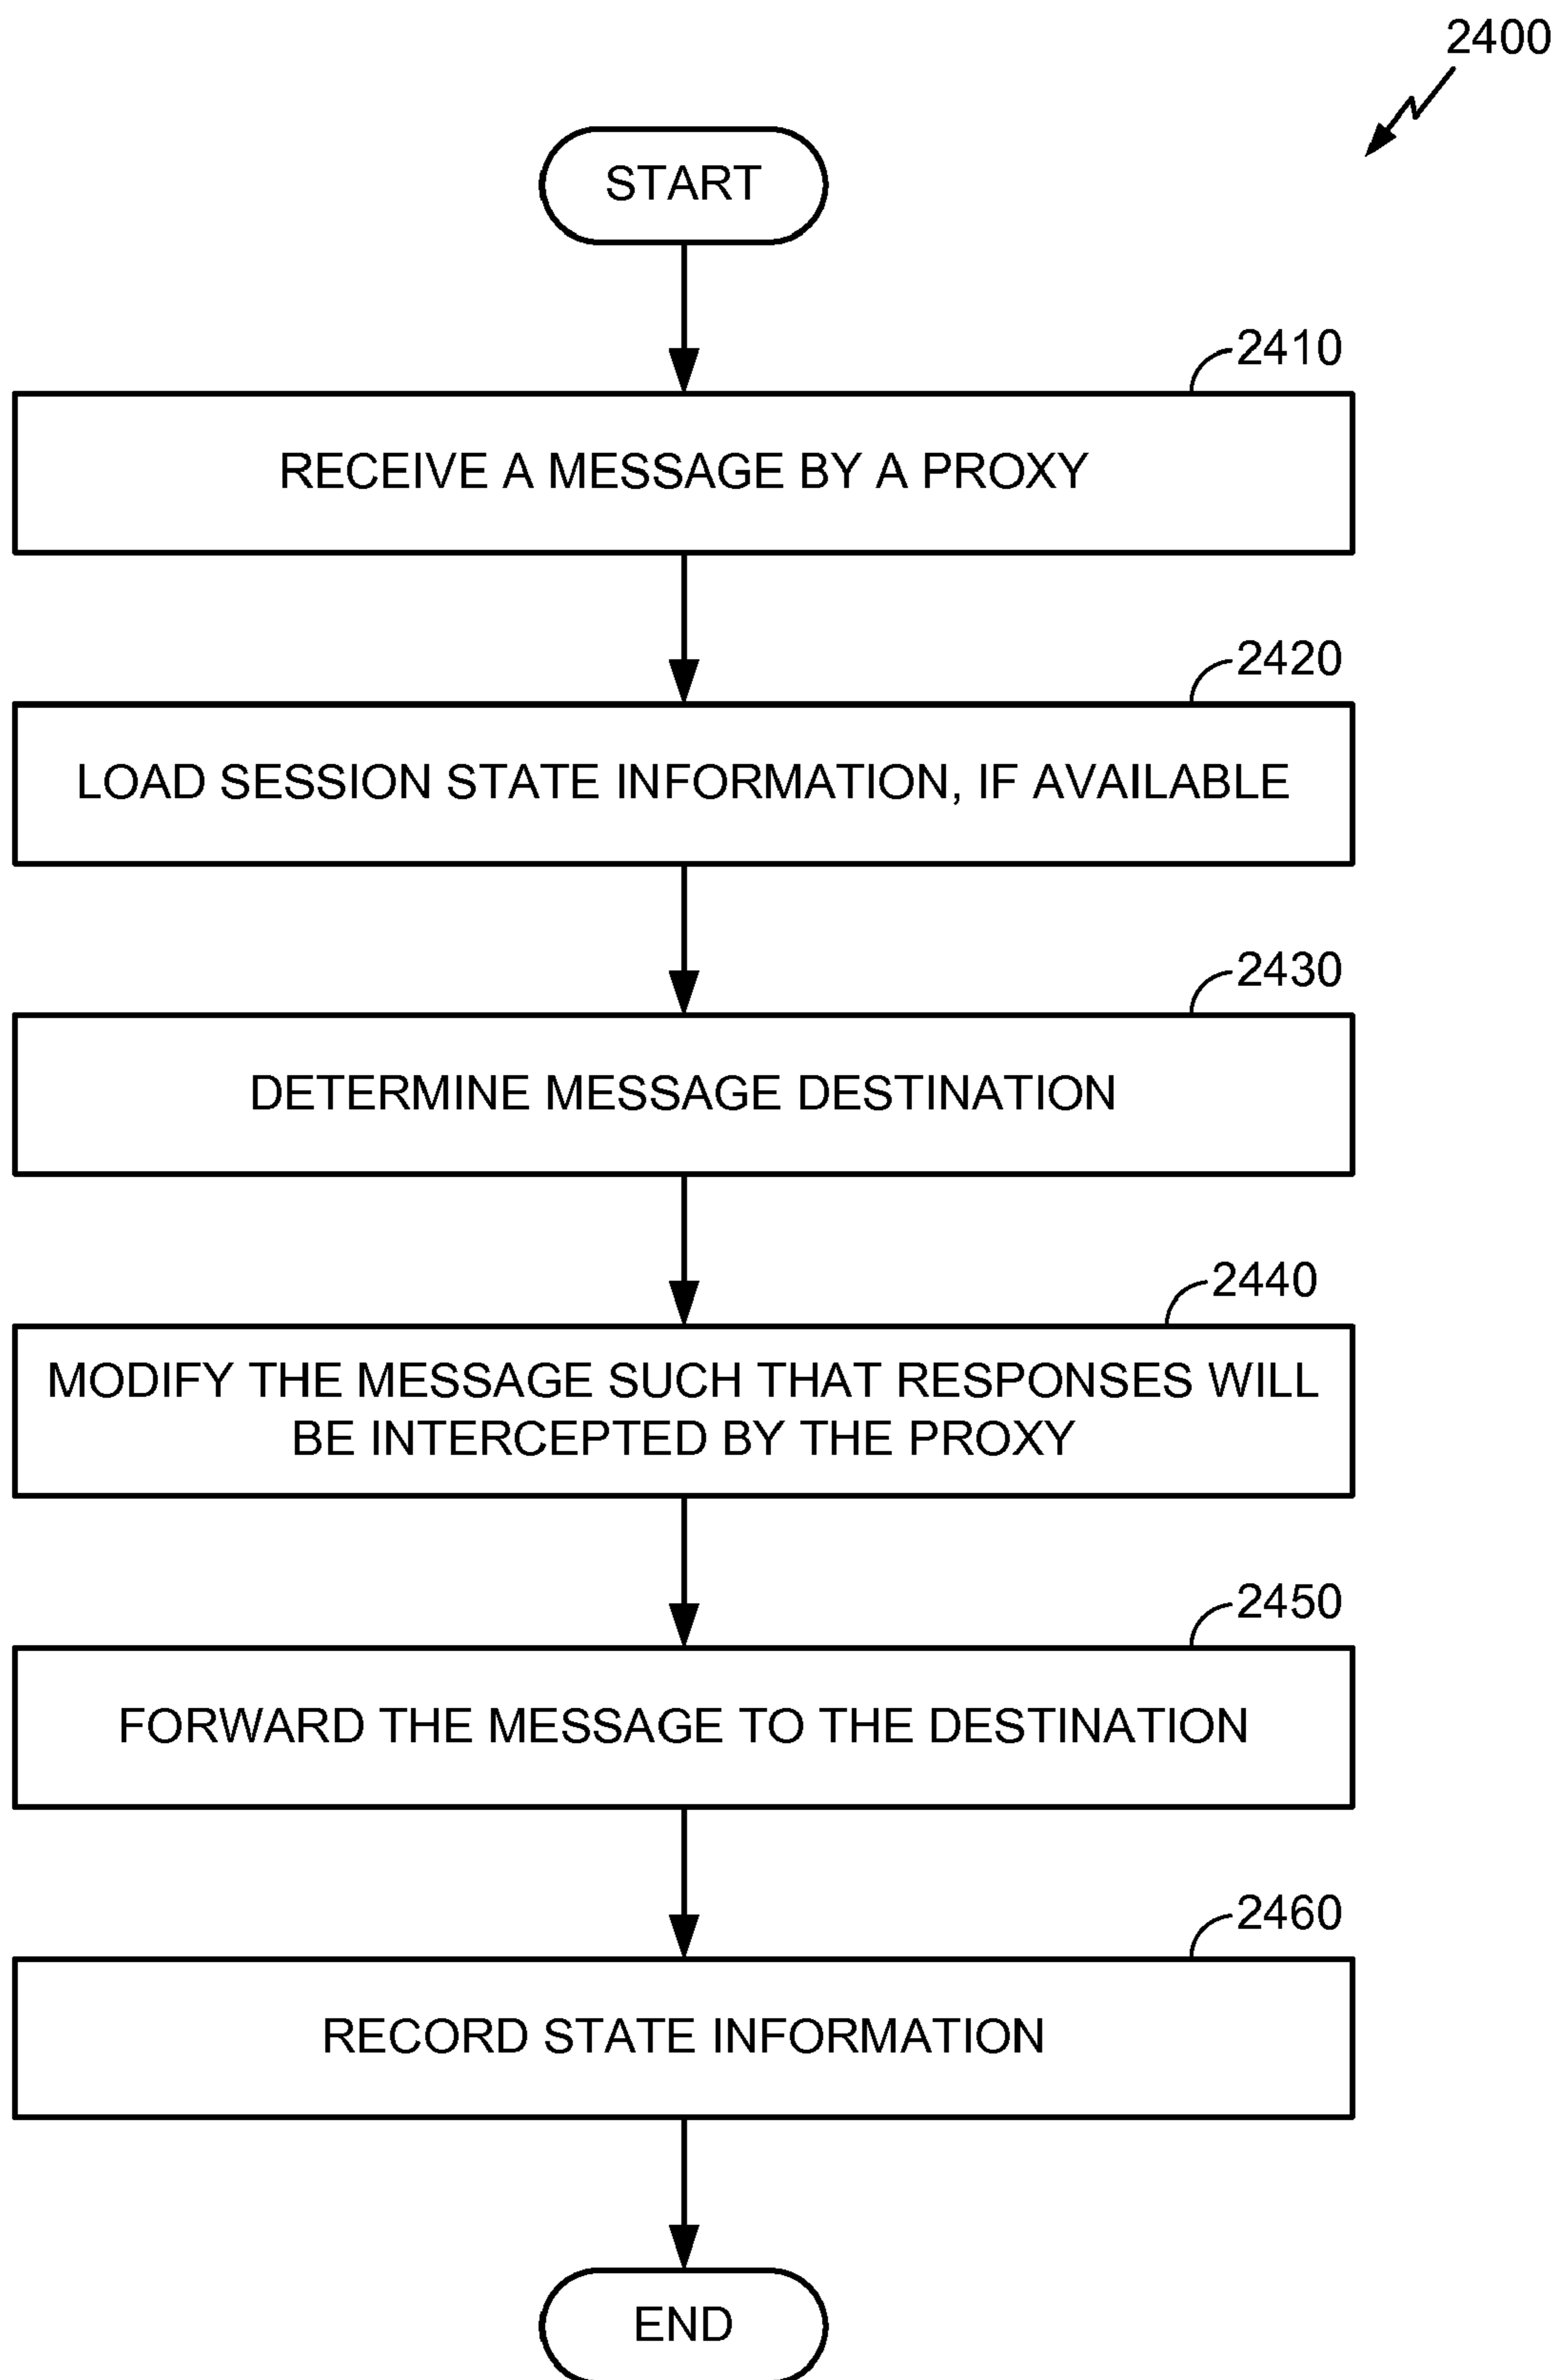 2400
START
2410
RECEIVE A MESSAGE BY A PROXY
2420
LOAD SESSION STATE INFORMATION, IF AVAILABLE
2430
DETERMINE MESSAGE DESTINATION
2440
MODIFY THE MESSAGE SUCH THAT RESPONSES WILL
BE INTERCEPTED BY THE PROXY
2450
FORWARD THE MESSAGE TO THE DESTINATION
2460
RECORD STATE INFORMATION
END